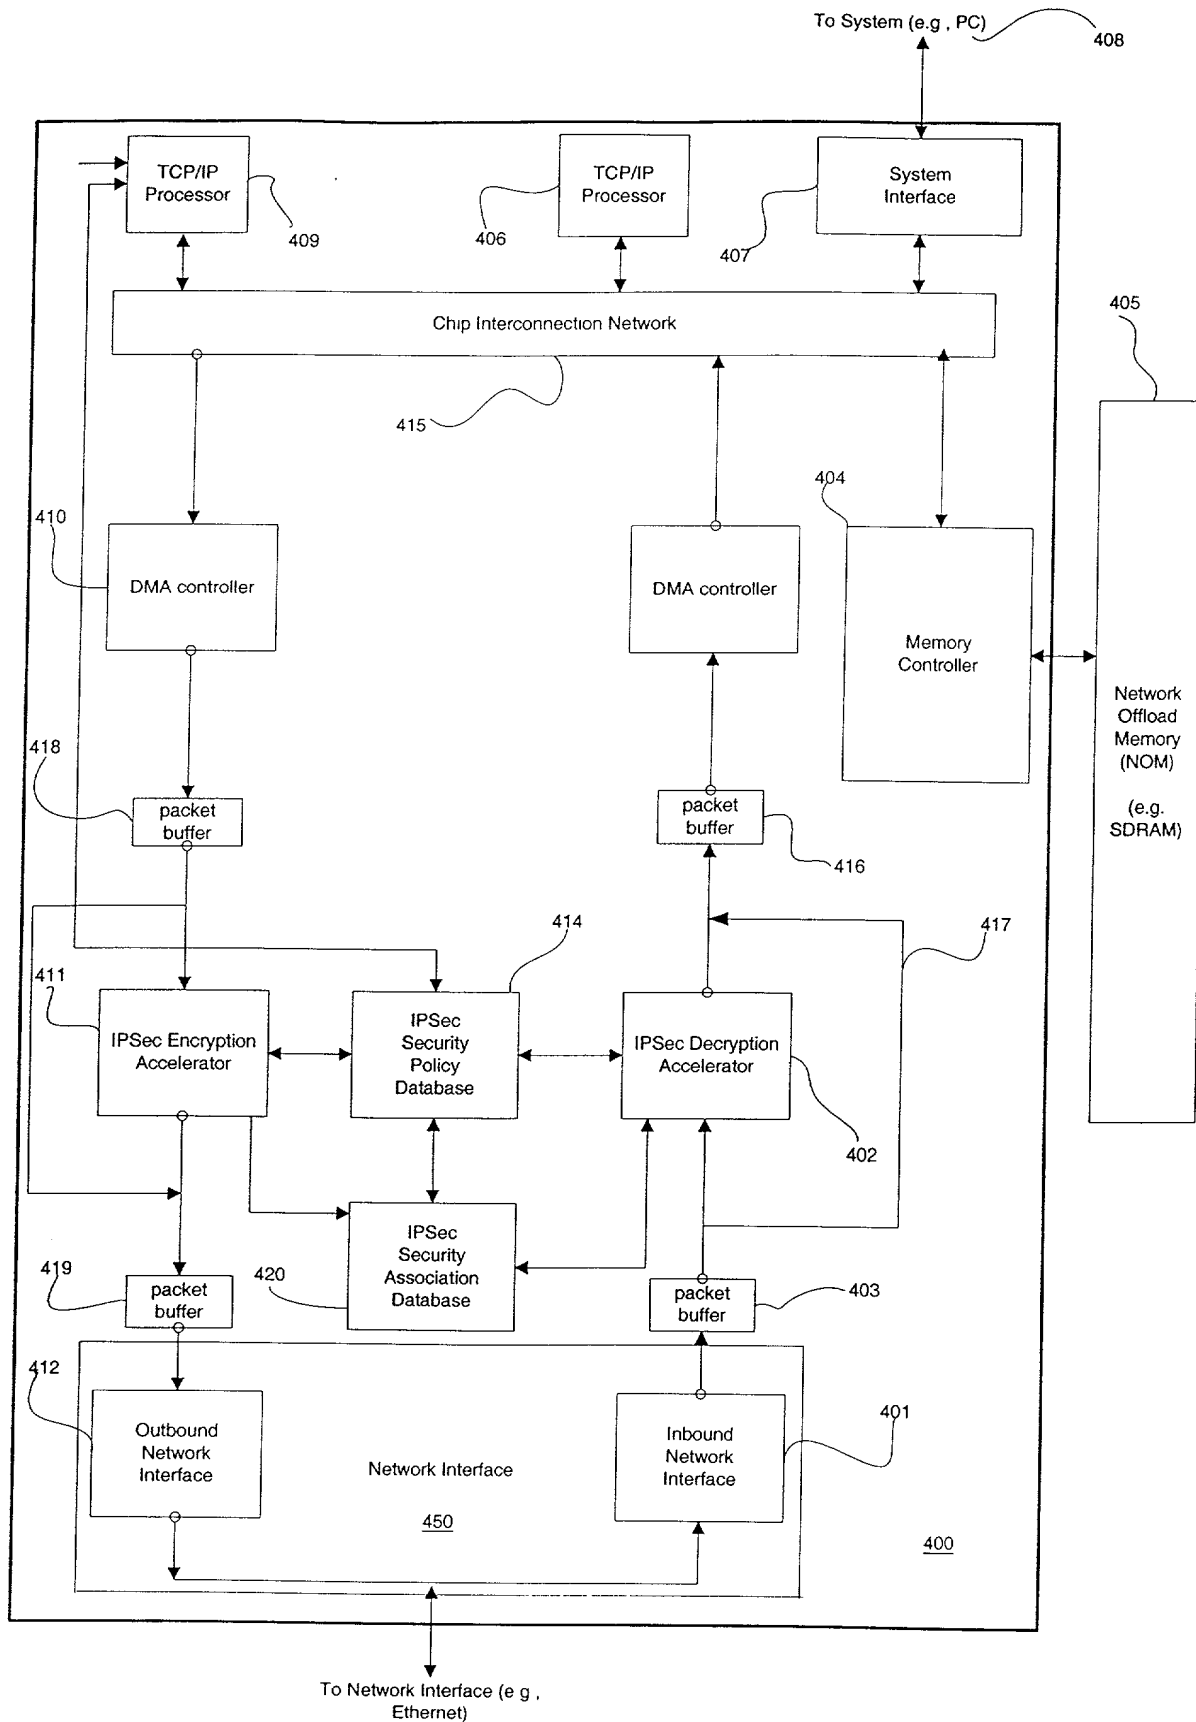 To System (e.g , PC)
408
TCP/IP
Processor
409
TCP/IP
Processor
406
System
Interface
407
Chip Interconnection Network
415
405
410
DMA controller
DMA controller
404
Memory
Controller
Network
Offload
Memory
(NOM)
(e.g.
SDRAM)
418
packet
buffer
packet
buffer
416
414
417
411
IPSec Encryption
Accelerator
IPSec
Security
Policy
Database
IPSec Decryption
Accelerator
402
IPSec
Security
Association
Database
420
419
packet
buffer
packet
buffer
403
412
Outbound
Network
Interface
Network Interface
450
Inbound
Network
Interface
401
400
To Network Interface (e g ,
Ethernet)